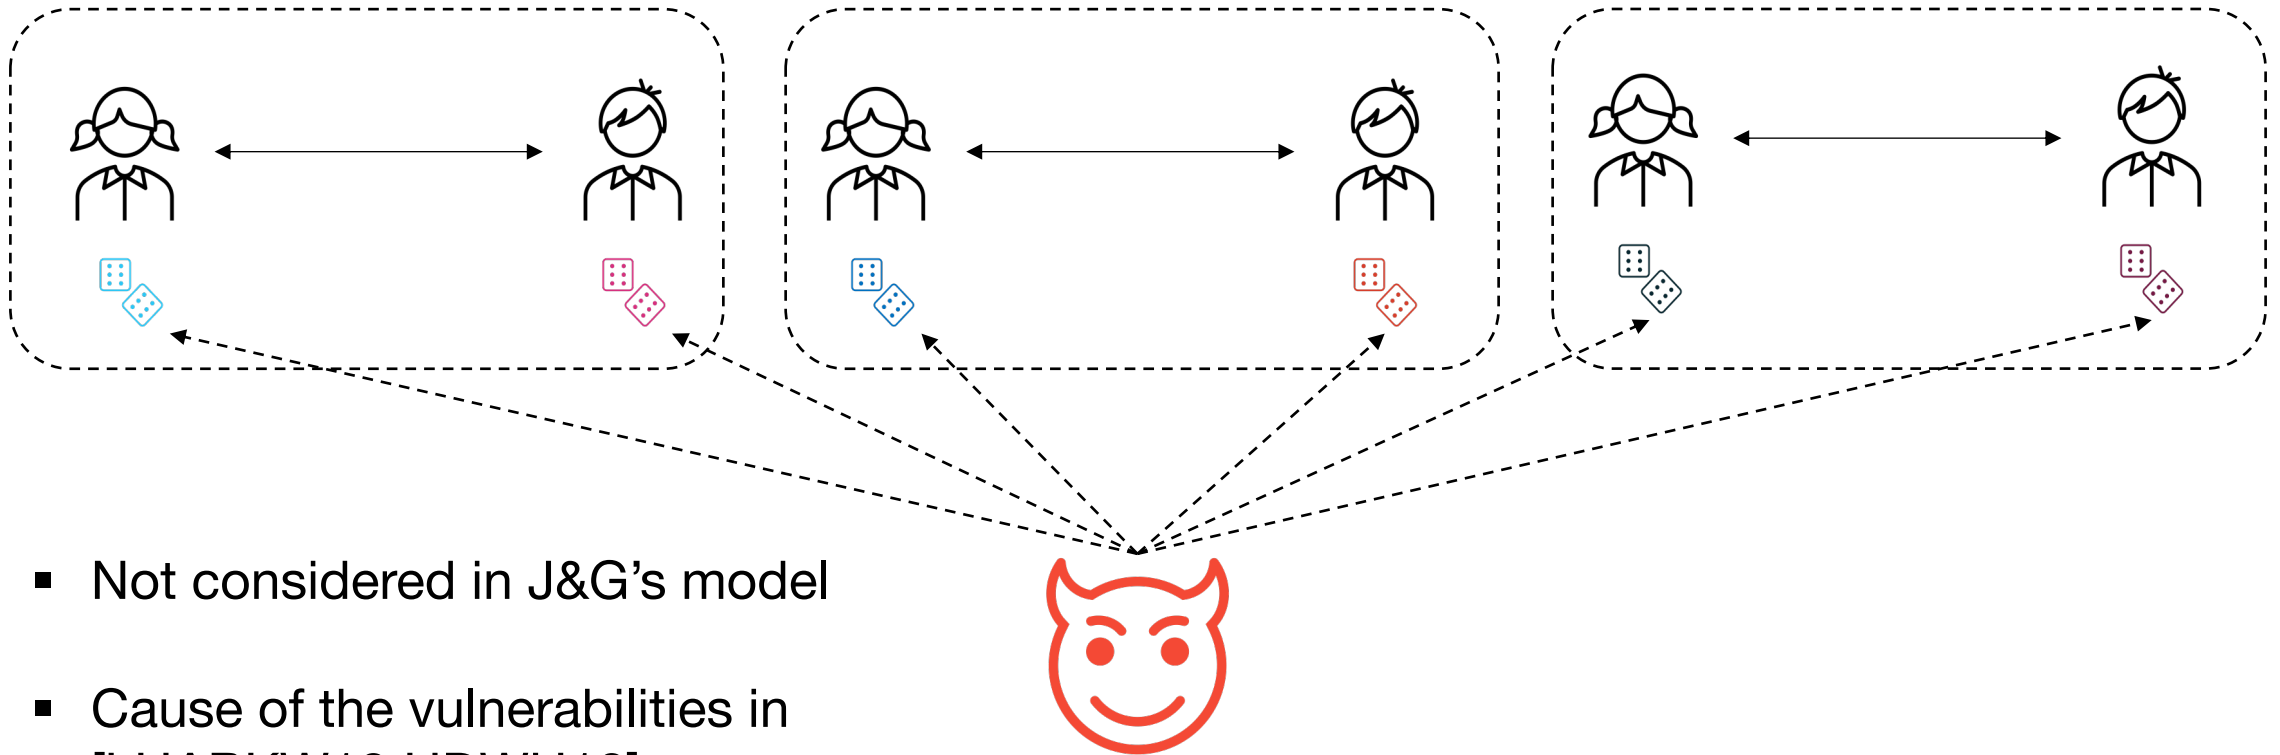 Not considered in J&G’s model
Cause of the vulnerabilities in